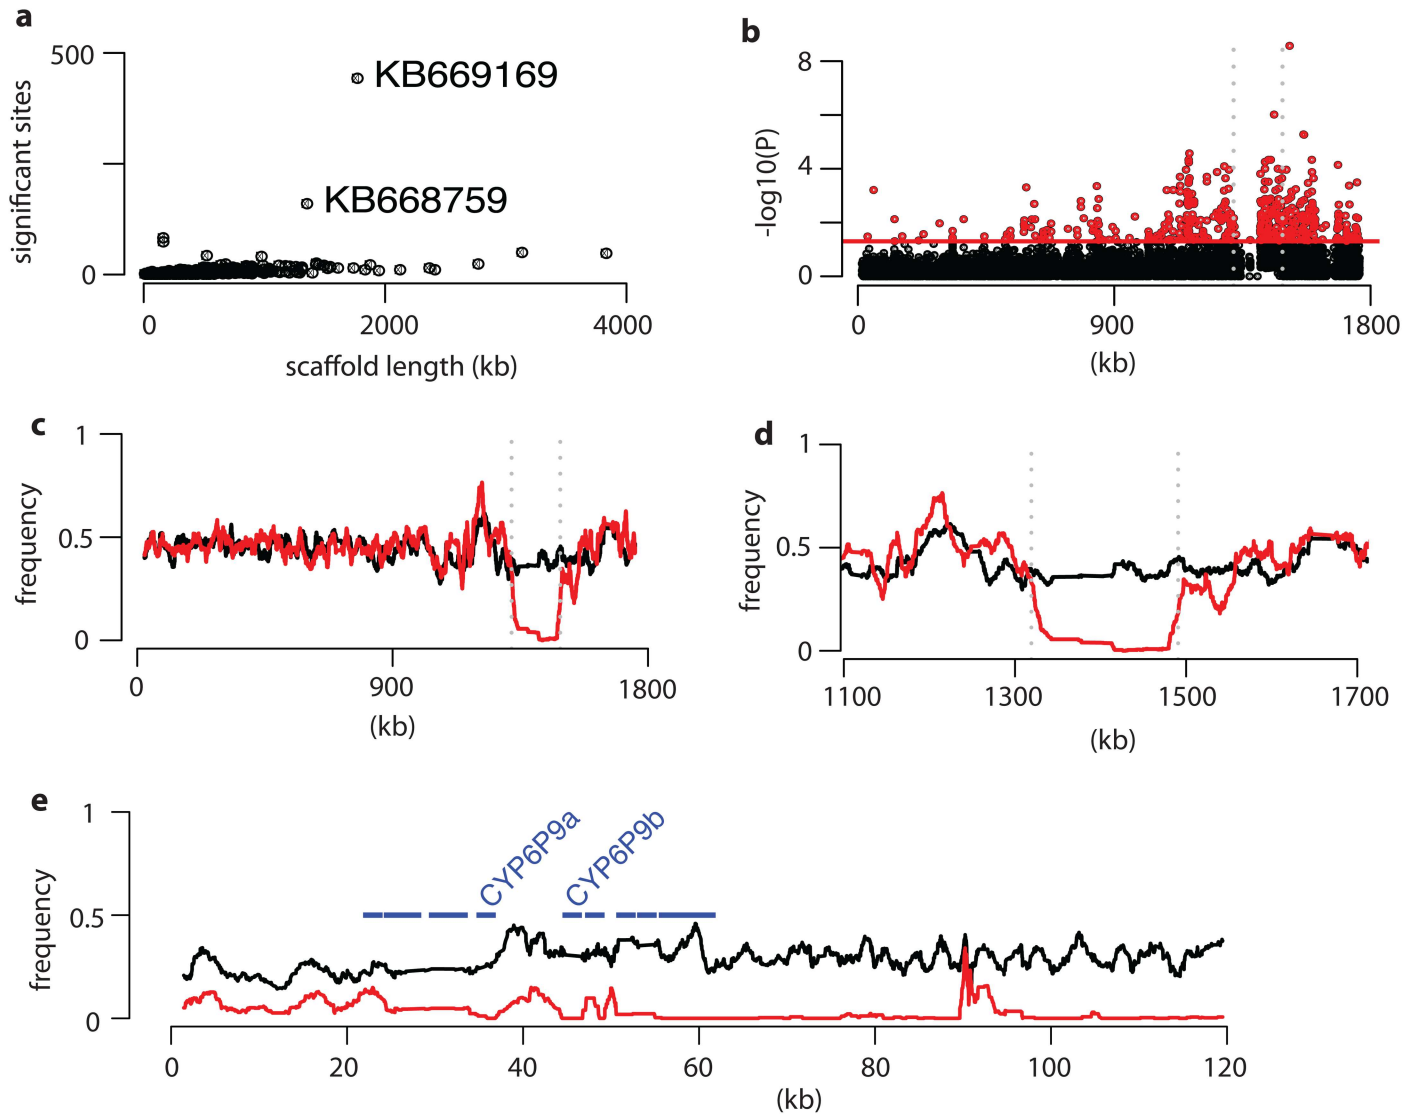 a
500
significant sites
0
KB669169
KB668759
0
2000
4000
scaffold length (kb)
b
8
4
0
-log10(P)
0
900
1800
(kb)
c
1
0.5
0
frequency
0
900
1800
(kb)
d
1
0.5
0
frequency
1100
1300
1500
1700
(kb)
e
1
0.5
0
frequency
CYP6P9a
CYP6P9b
0
20
40
60
80
100
120
(kb)